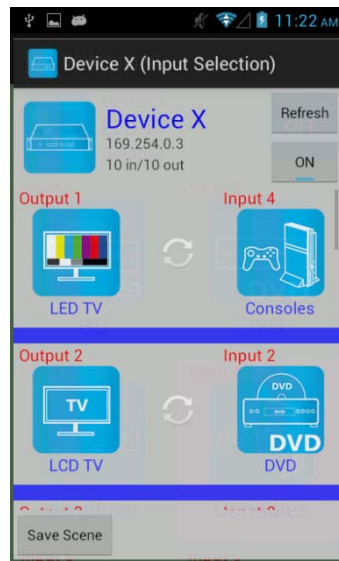 11:22 AM
Device X (Input Selection)
Device X
Refresh
169.254.0.3
10 in/10 out
ON
Output 1
Input 4
LED TV
Consoles
Output 2
Input 2
TV
DVD
DVD
LCD TV
DVD
Save Scene